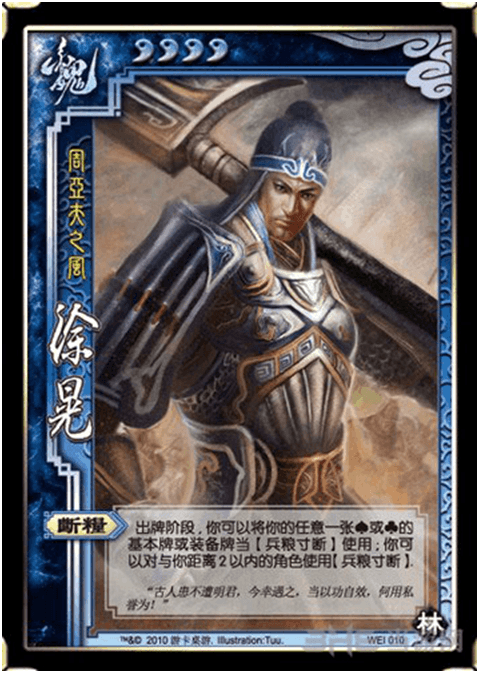 魏
周亞夫之風
徐晃
斷糧
出牌阶段，你可以将你的任意一张♠或♣的
基本牌或装备牌当【兵粮寸断】使用；你可
以对与你距离2以内的角色使用【兵粮寸断】.
“古人患不遭明君，今幸遇之，当以功自效，何用私
誉为！”
™&© 2010 游卡桌游. Illustration:Tuu.
WEI 010
林